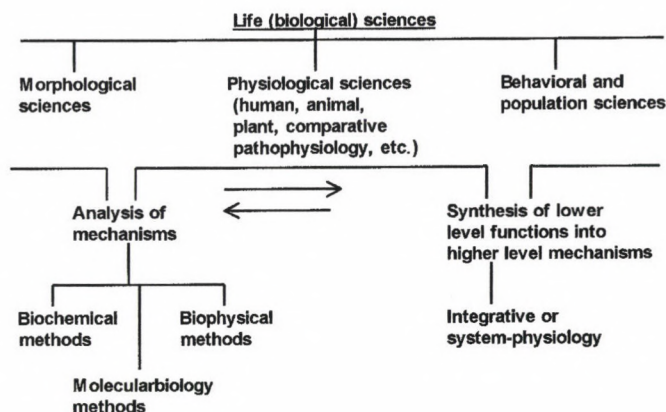 Life (biological) sciences
Morphological
sciences
Physiological sciences
(human, animal,
plant, comparative
pathophysiology, etc.)
Behavioral and
population sciences
Analysis of
mechanisms
Synthesis of lower
level functions into
higher level mechanisms
Biochemical
methods
Biophysical
methods
Molecularbiology
methods
Integrative or
system-physiology